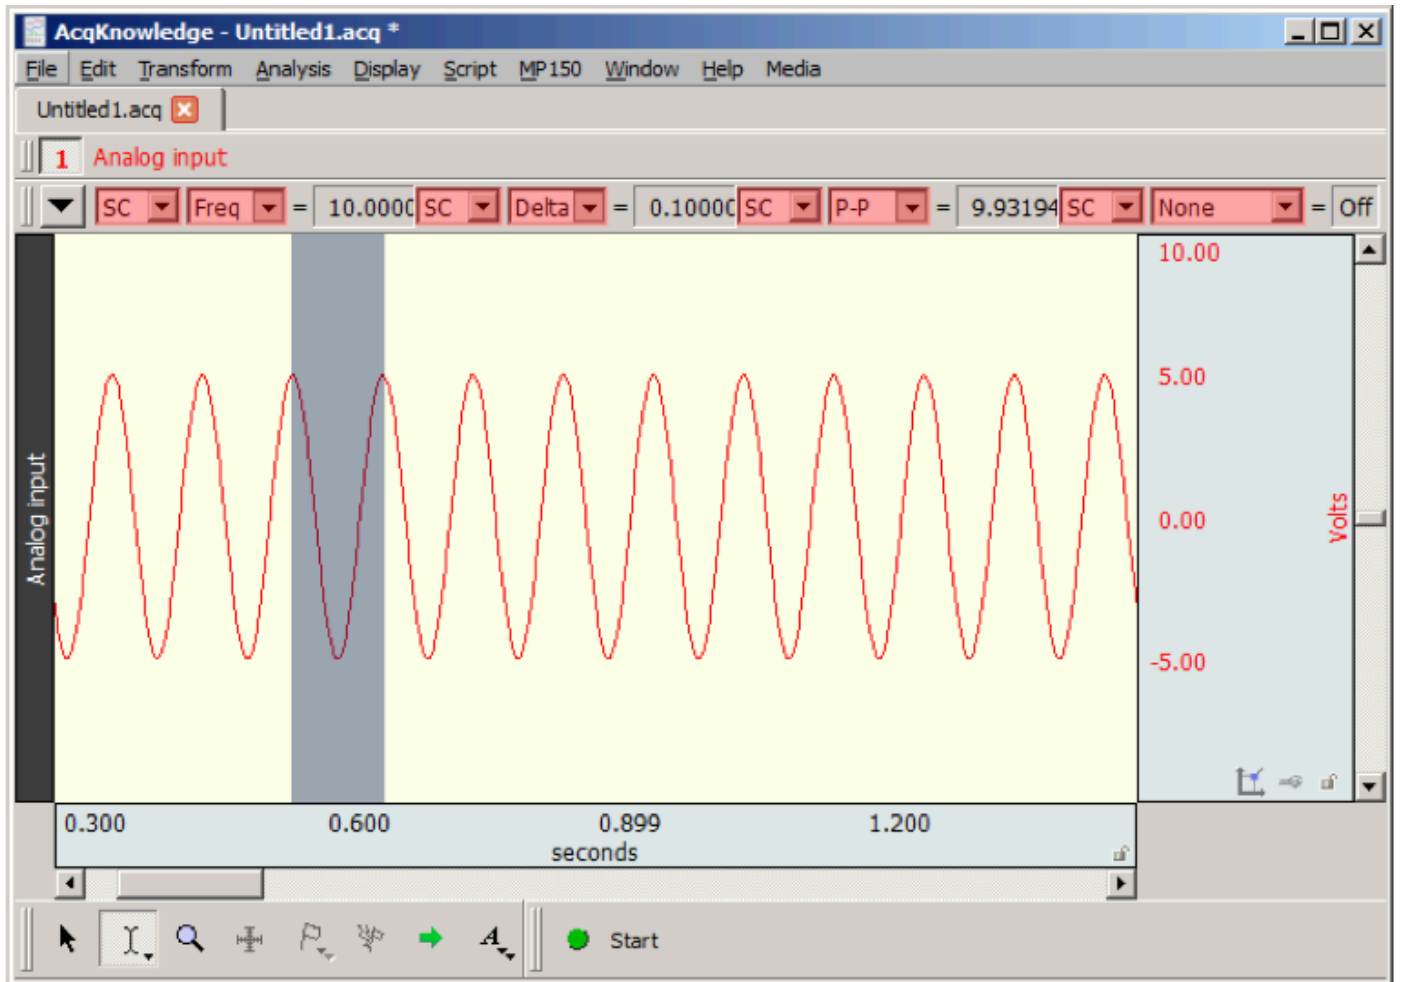 AcqKnowledge - Untitled1.acq *
File Edit Transform Analysis Display Script MP150 Window Help Media
Untitled1.acq
1 Analog input
SC Freq = 10.0000 SC Delta = 0.10000 SC P-P = 9.93194 SC None = Off
Analog input
10.00
5.00
0.00
-5.00
Volts
0.300 0.600 0.899 1.200
seconds
Start